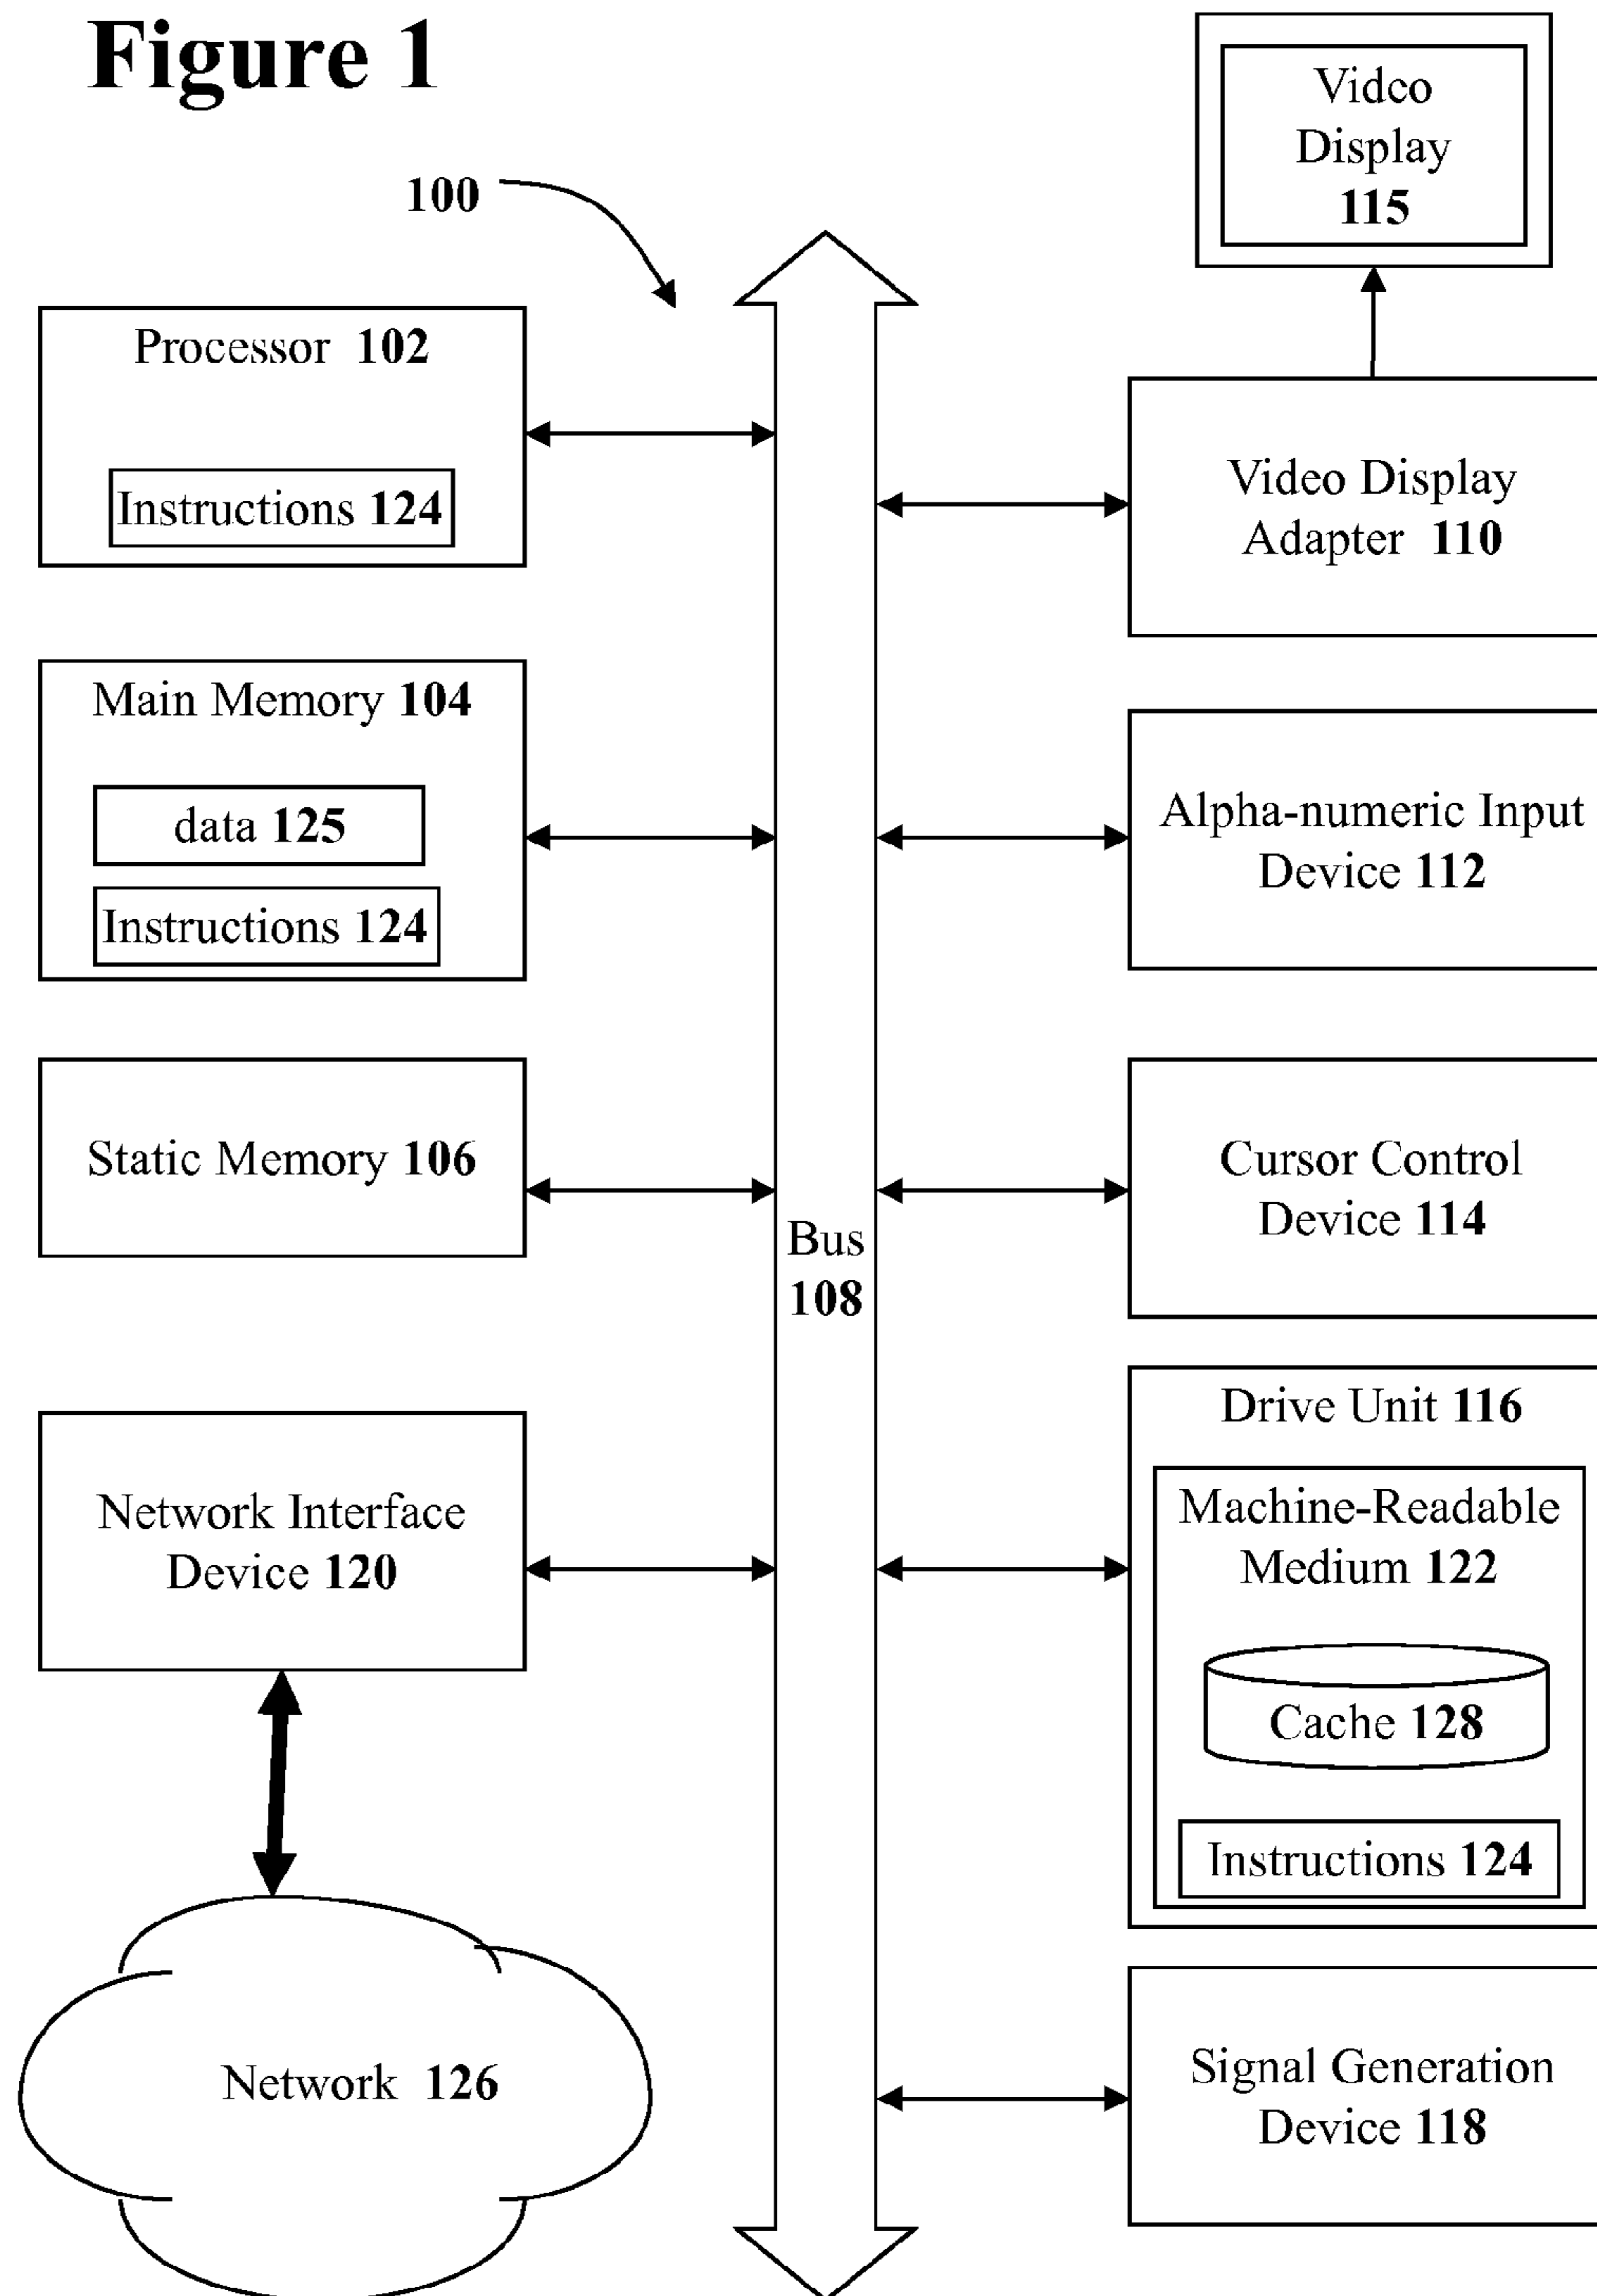 Figure 1
100
Video
Display
115
Processor 102
Instructions 124
Video Display
Adapter 110
Main Memory 104
data 125
Instructions 124
Alpha-numeric Input
Device 112
Static Memory 106
Cursor Control
Device 114
Bus
108
Network Interface
Device 120
Drive Unit 116
Machine-Readable
Medium 122
Cache 128
Instructions 124
Network 126
Signal Generation
Device 118